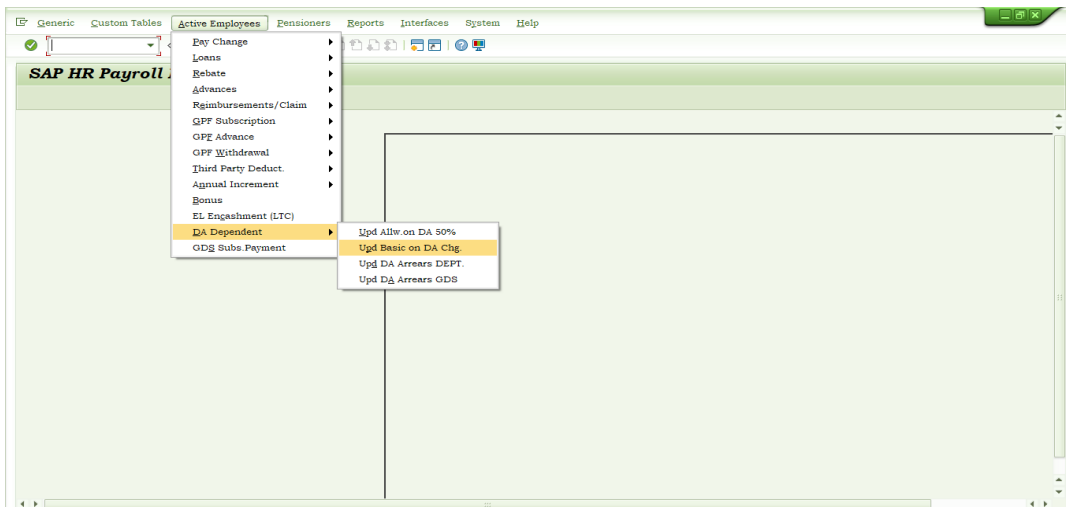 Generic Custom Tables Active Employees Pensioners Reports Interfaces System Help
SAP HR Payroll
Pay Change
Loans
Rebate
Advances
Reimbursements/Claim
GPF Subscription
GPF Advance
GPF Withdrawal
Third Party Deduct.
Annual Increment
Bonus
EL Engashment (LTC)
DA Dependent
GDS Subs.Payment
Upd Allw.on DA 50%
Upd Basic on DA Chg.
Upd DA Arrears DEPT.
Upd DA Arrears GDS